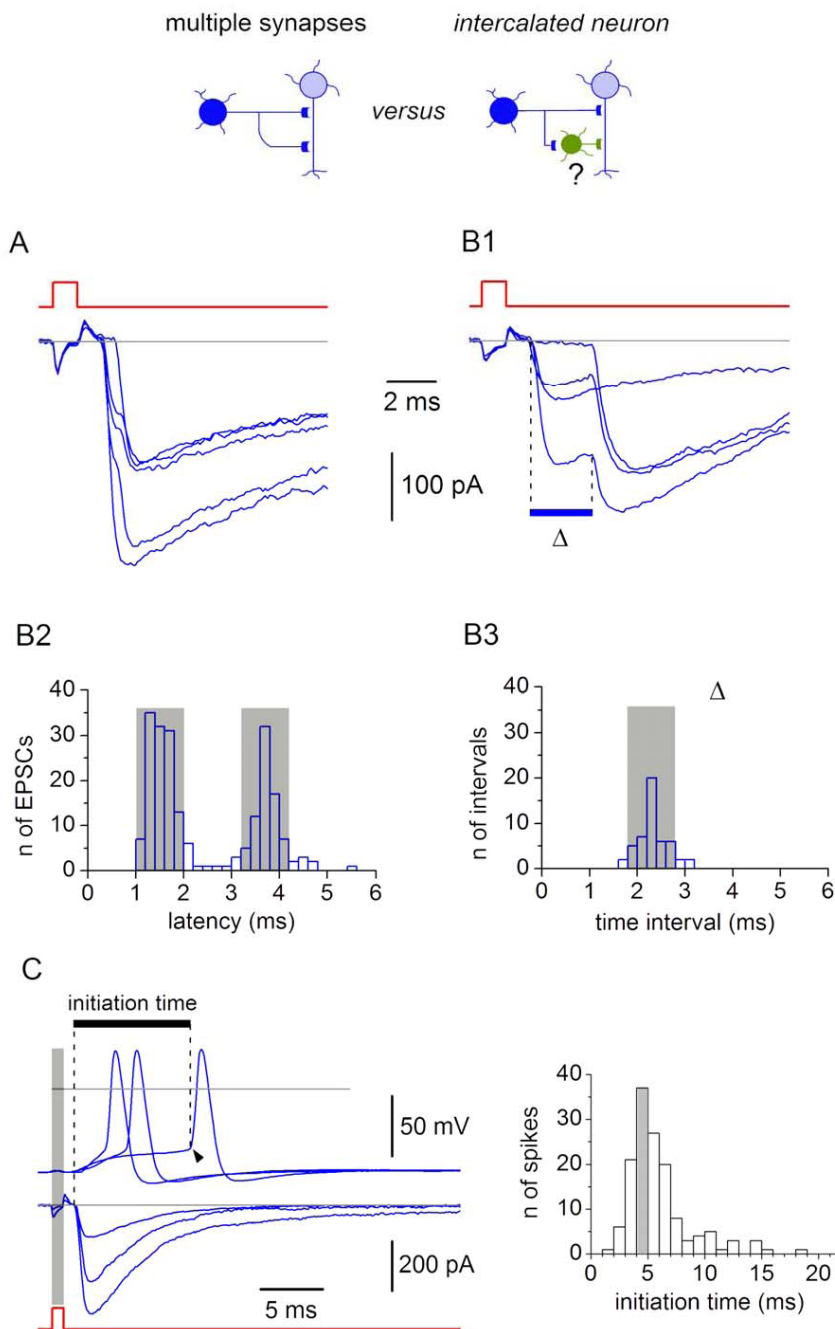 multiple synapses
intercalated neuron
versus
?
A
B1
2 ms
100 pA
Δ
B2
B3
40
30
20
10
0
n of EPSCs
0 1 2 3 4 5 6
latency (ms)
Δ
40
30
20
10
0
n of intervals
0 1 2 3 4 5 6
time interval (ms)
C
initiation time
50 mV
200 pA
5 ms
40
30
20
10
0
n of spikes
0 5 10 15 20
initiation time (ms)